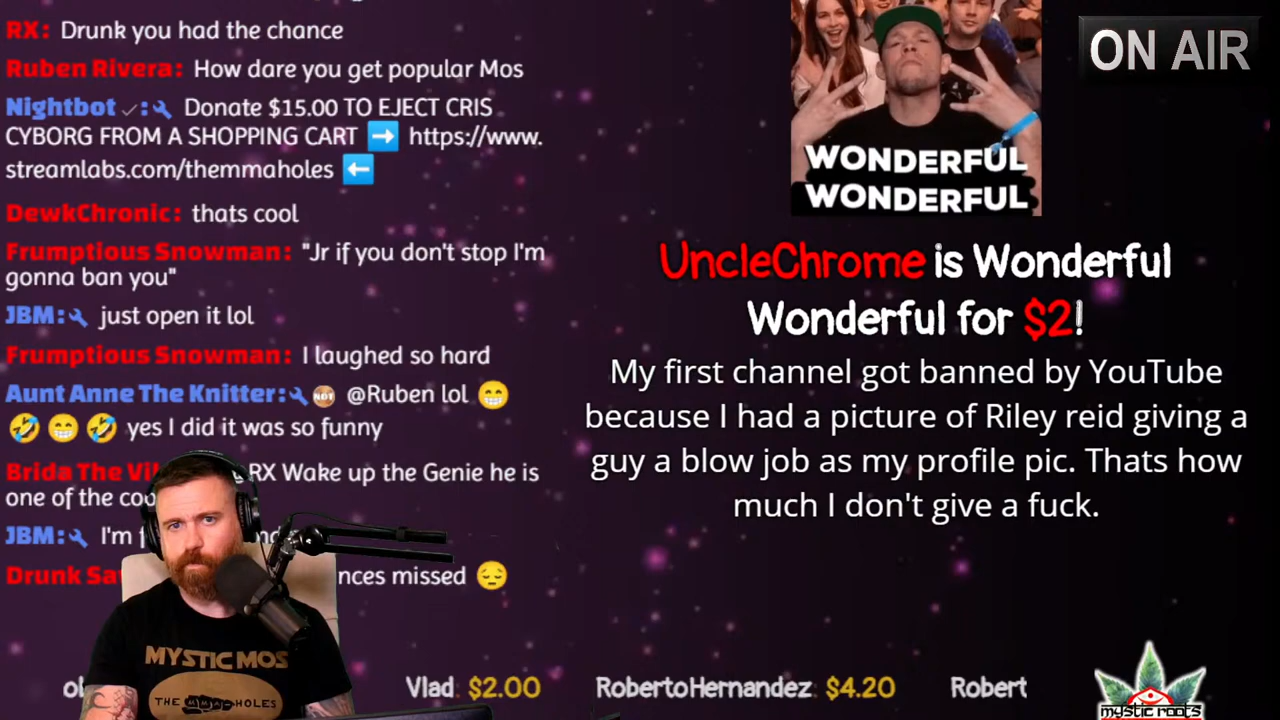 RX: Drunk you had the chance
Ruben Rivera: How dare you get popular Mos
Nightbot ✓: Donate $15.00 TO EJECT CRIS
CYBORG FROM A SHOPPING CART ➡️ https://www.
streamlabs.com/themmaholes ⬅️
DewkChronic: thats cool
Frumptious Snowman: "Jr if you don't stop I'm
gonna ban you"
JBM: just open it lol
Frumptious Snowman: I laughed so hard
Aunt Anne The Knitter: @Ruben lol 😁
🤣 😁 🤣 yes I did it was so funny
Brida The RX Wake up the Genie he is
one of the
JBM: I'm
Drunk missed 😔
MYSTIC MOS
THE MMA-HOLES
ON AIR
WONDERFUL
WONDERFUL
UncleChrome is Wonderful
Wonderful for $2!
My first channel got banned by YouTube
because I had a picture of Riley reid giving a
guy a blow job as my profile pic. Thats how
much I don't give a fuck.
Vlad: $2.00 RobertoHernandez: $4.20 Robert
mystic roots